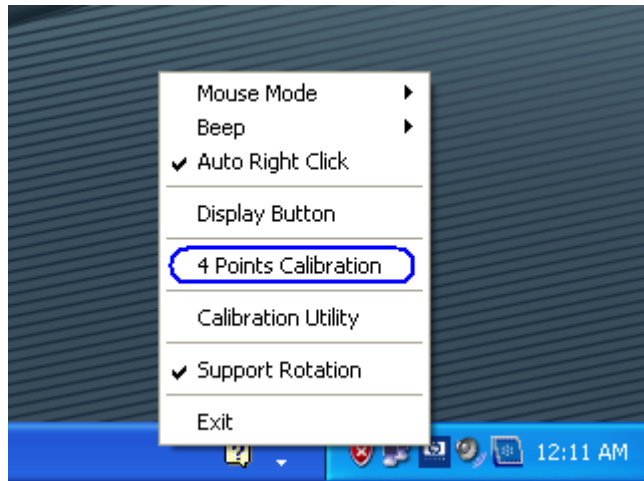 Mouse Mode
Beep
Auto Right Click
Display Button
4 Points Calibration
Calibration Utility
Support Rotation
Exit
12:11 AM